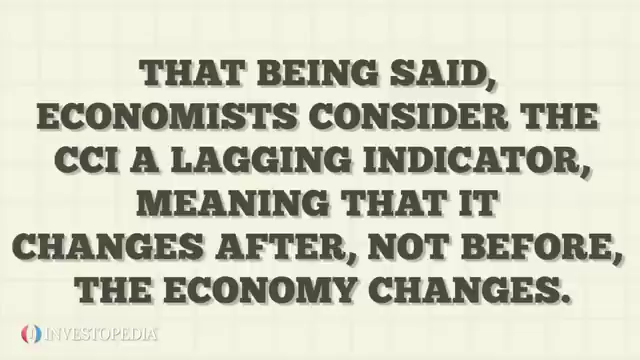 THAT BEING SAID,
ECONOMISTS CONSIDER THE
CCI A LAGGING INDICATOR,
MEANING THAT IT
CHANGES AFTER, NOT BEFORE,
THE ECONOMY CHANGES.
INVESTOPEDIA